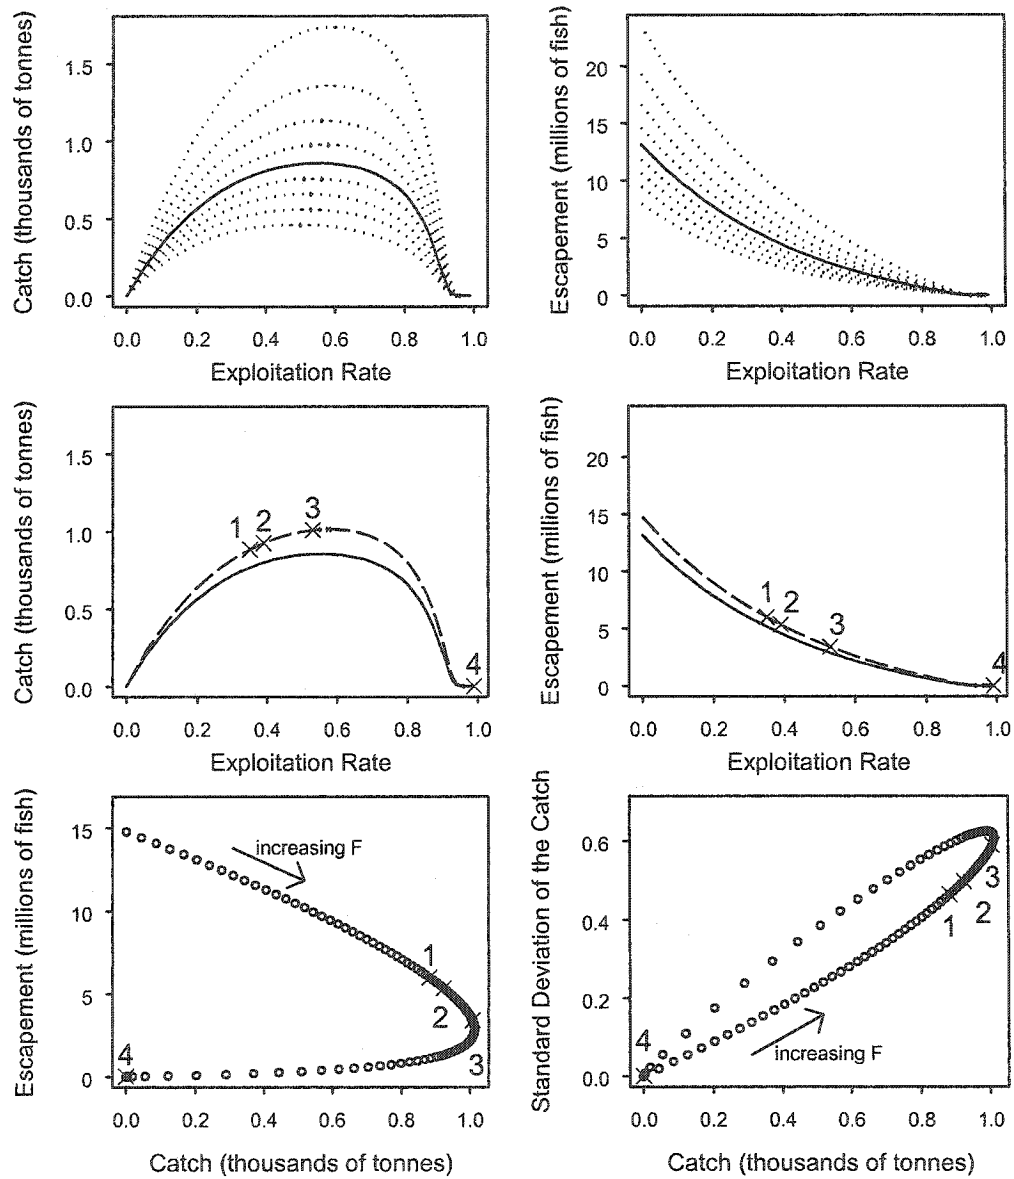 Catch (thousands of tonnes)
1.5
1.0
0.5
0.0
0.0 0.2 0.4 0.6 0.8 1.0
Exploitation Rate
Escapement (millions of fish)
20
15
10
5
0
0.0 0.2 0.4 0.6 0.8 1.0
Exploitation Rate
Catch (thousands of tonnes)
1.5
1.0
0.5
0.0
1 2 3
4
0.0 0.2 0.4 0.6 0.8 1.0
Exploitation Rate
Escapement (millions of fish)
20
15
10
5
0
1 2 3
4
0.0 0.2 0.4 0.6 0.8 1.0
Exploitation Rate
Escapement (millions of fish)
15
10
5
0
increasing F
1
2
3
4
0.0 0.2 0.4 0.6 0.8 1.0
Catch (thousands of tonnes)
Standard Deviation of the Catch
0.6
0.4
0.2
0.0
3
2
1
4
increasing F
0.0 0.2 0.4 0.6 0.8 1.0
Catch (thousands of tonnes)